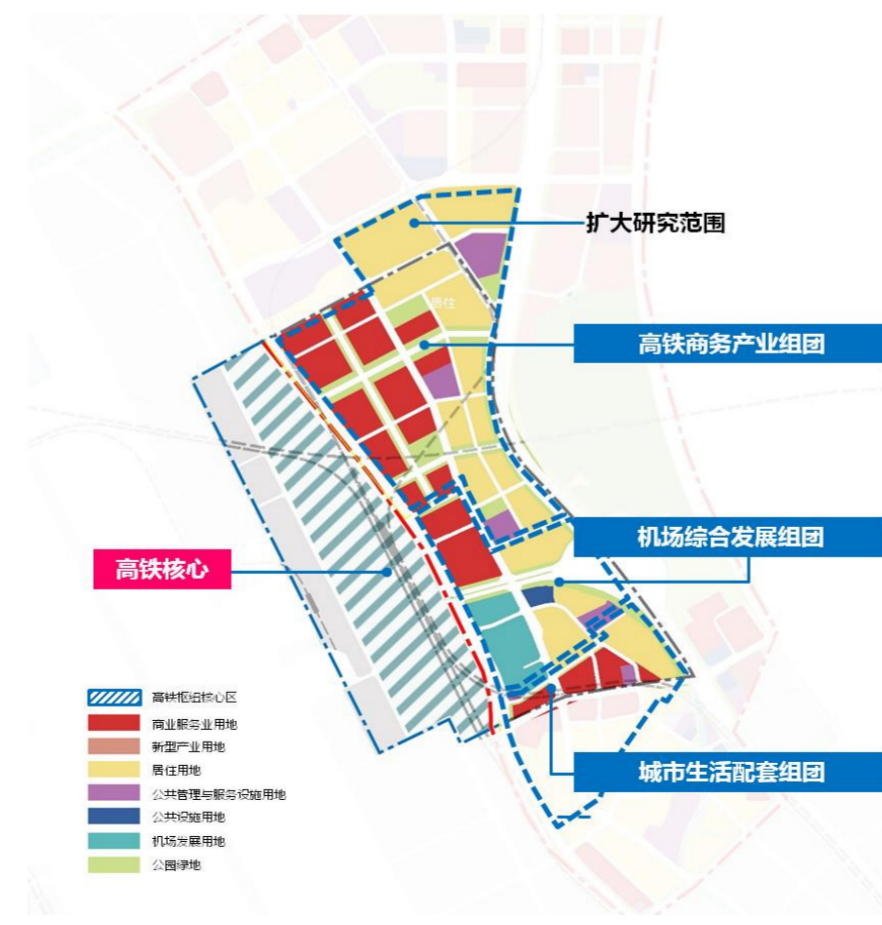 扩大研究范围
居住
高铁商务产业组团
机场综合发展组团
高铁核心
高铁枢纽核心区
商业服务业用地
新型产业用地
居住用地
公共管理与服务设施用地
公共设施用地
机场发展用地
公园绿地
城市生活配套组团